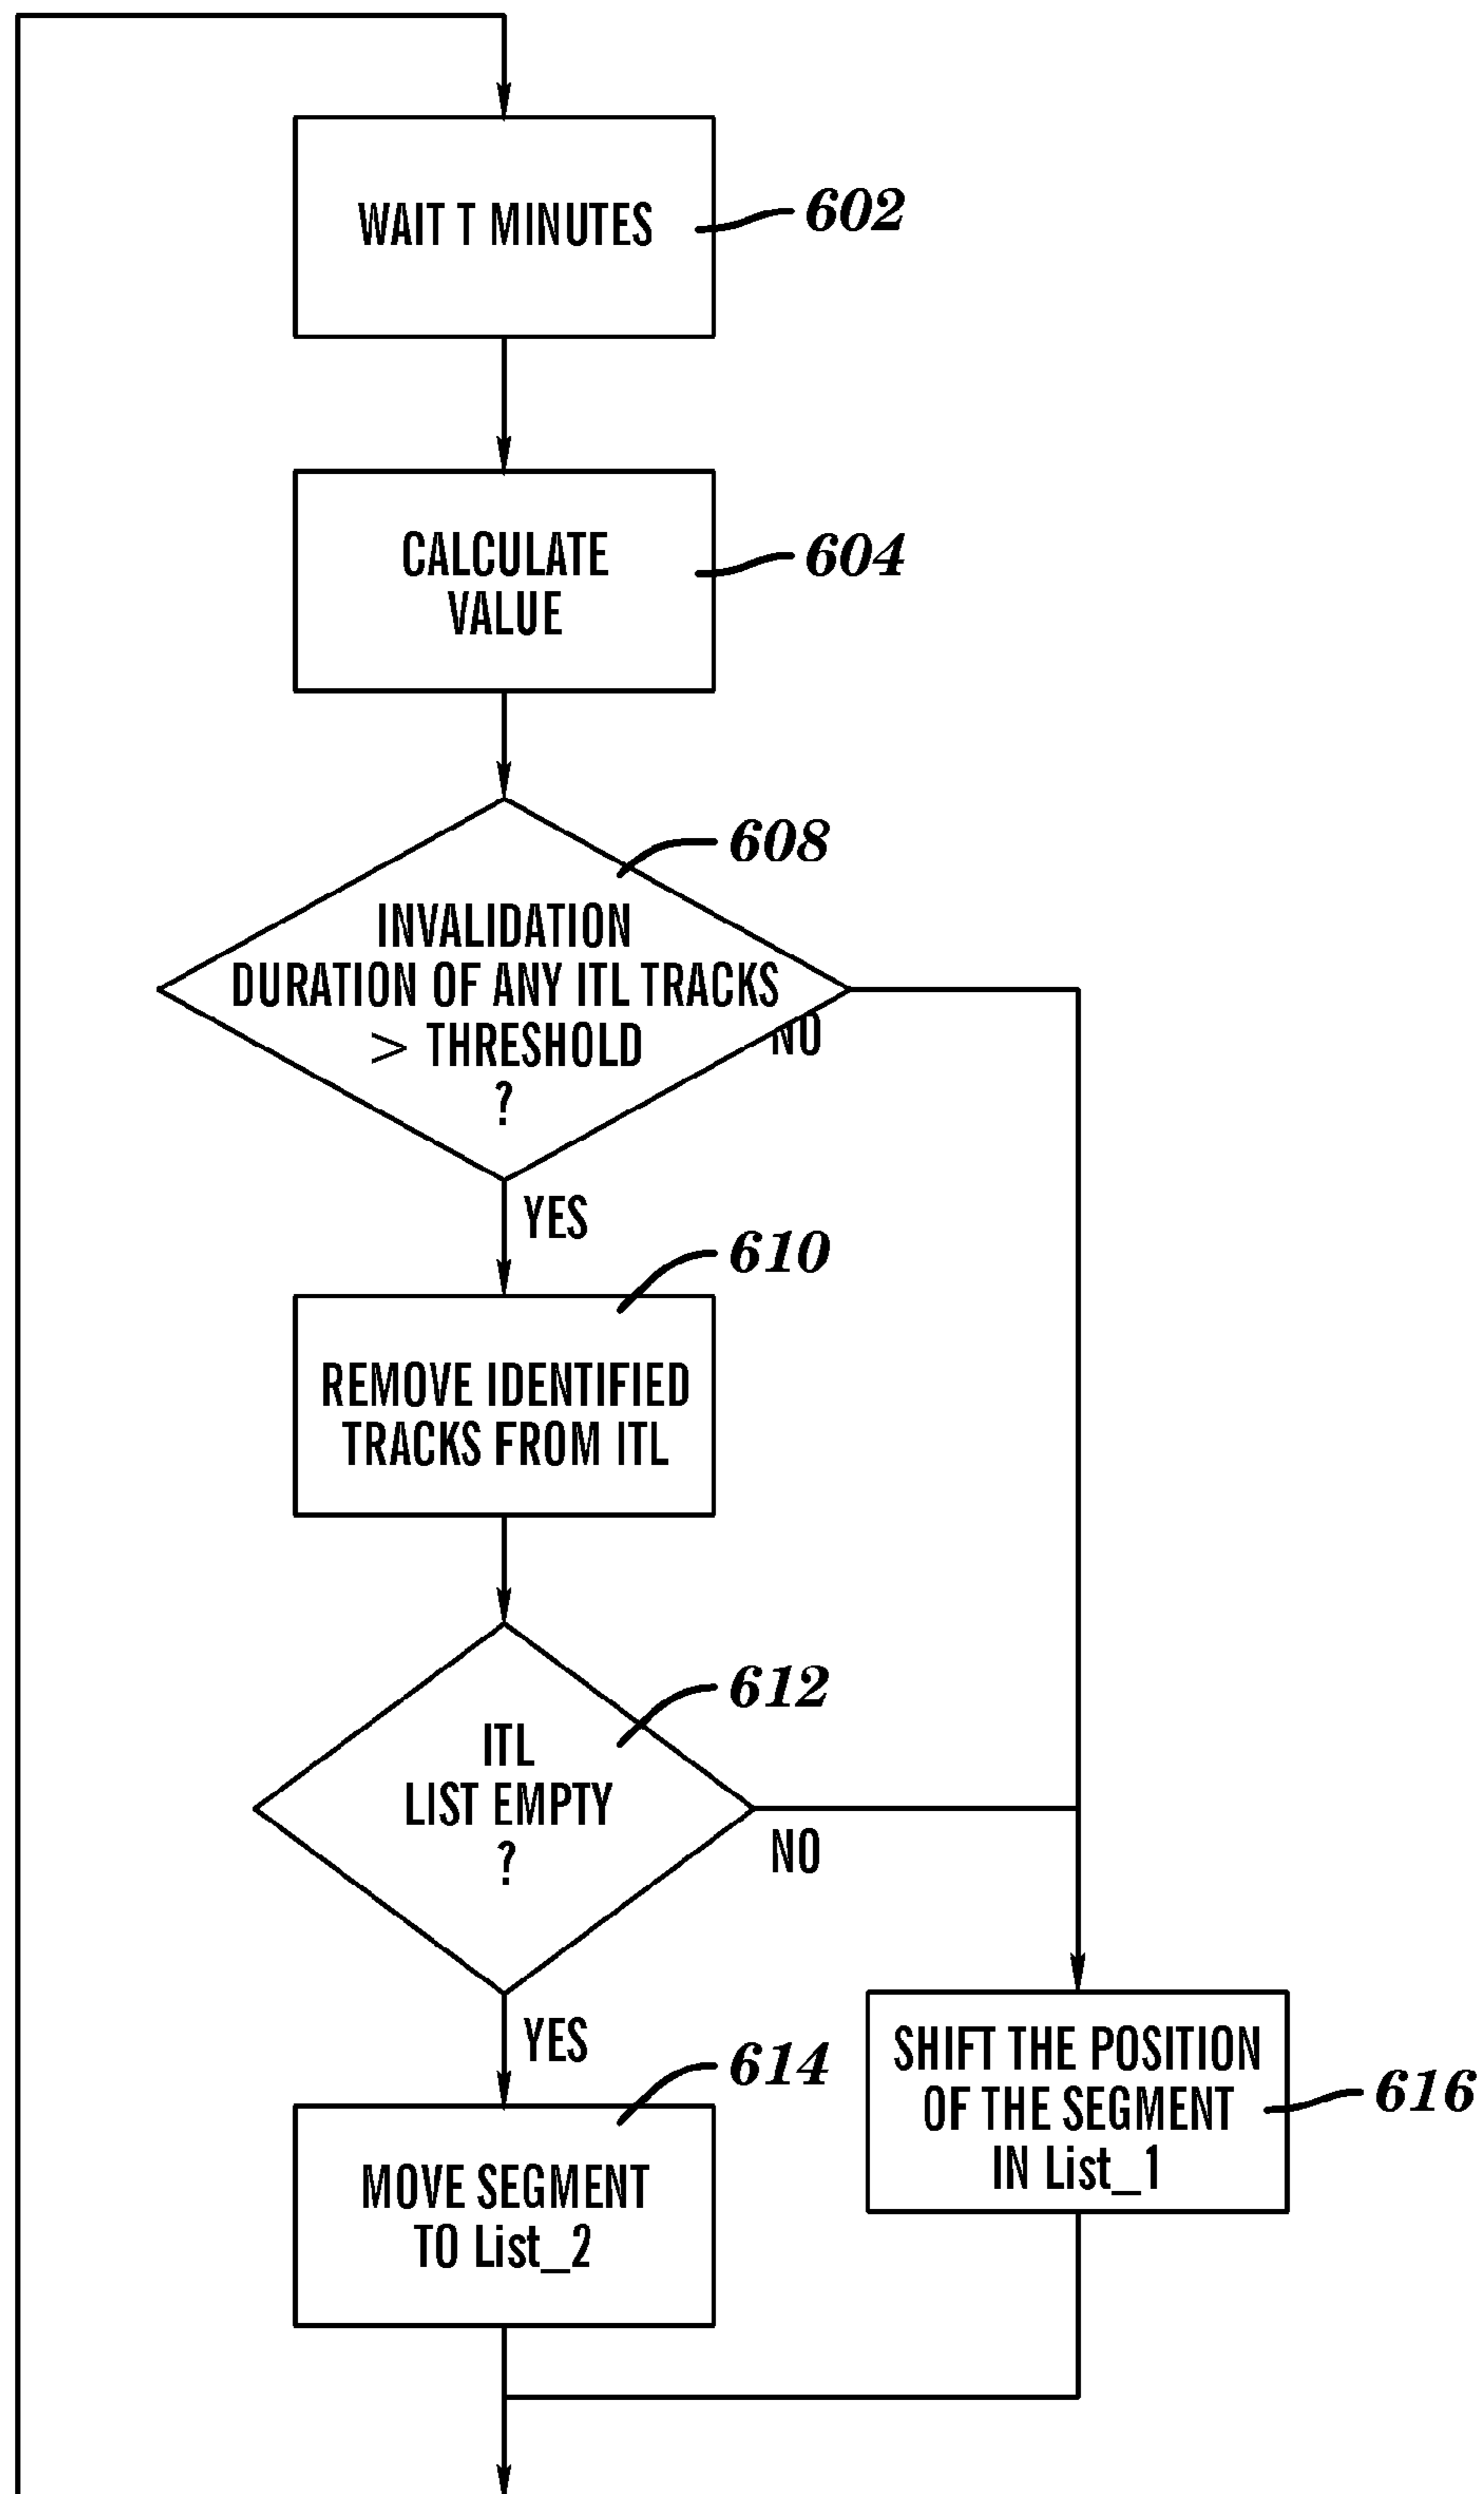 WAIT T MINUTES
602
CALCULATE
VALUE
604
608
INVALIDATION
DURATION OF ANY ITL TRACKS
> THRESHOLD
?
NO
YES
610
REMOVE IDENTIFIED
TRACKS FROM ITL
612
ITL
LIST EMPTY
?
NO
YES
614
MOVE SEGMENT
TO List_2
SHIFT THE POSITION
OF THE SEGMENT
IN List_1
616